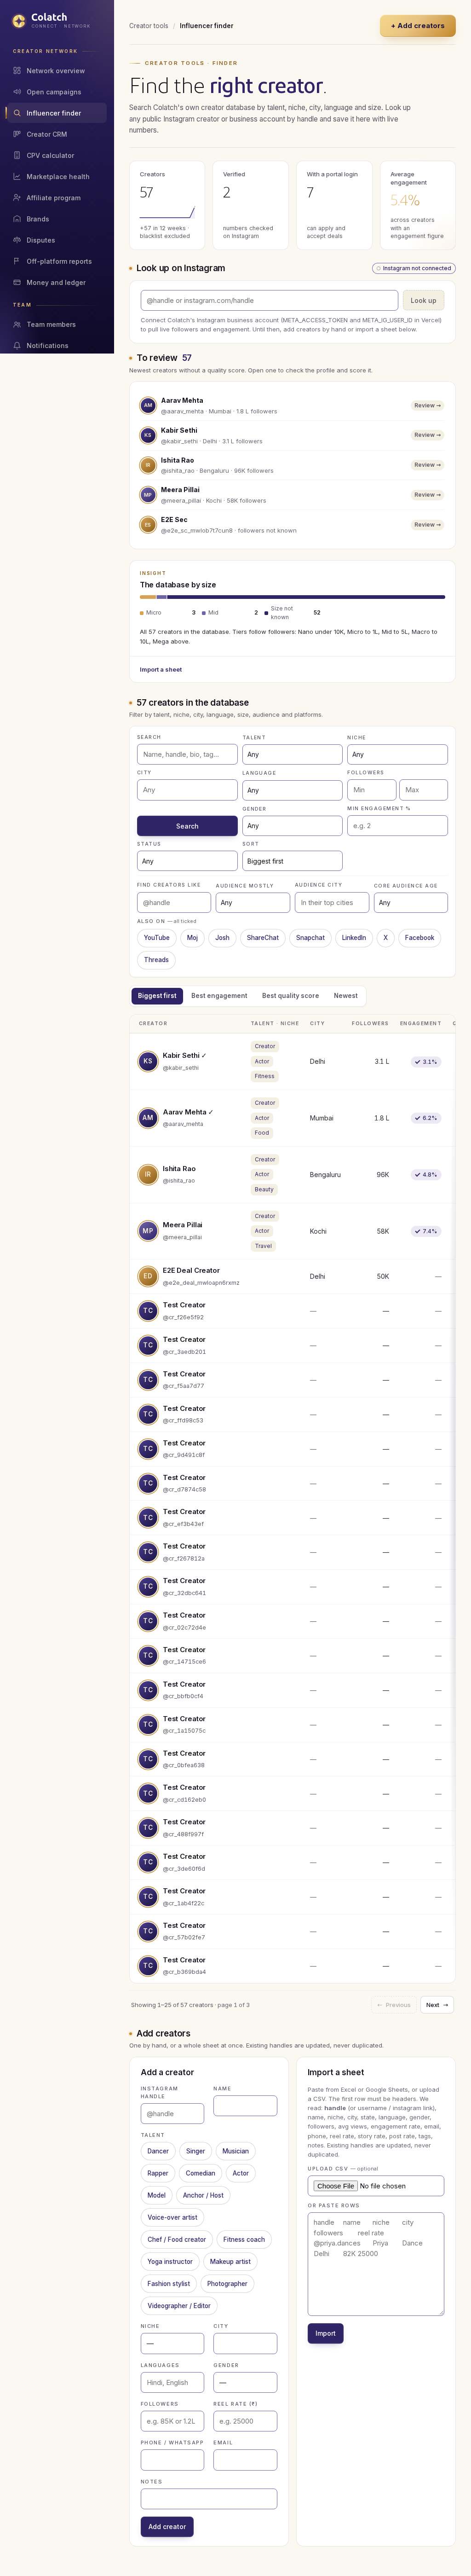 Colatch
CONNECT · NETWORK
CREATOR NETWORK
Network overview
Open campaigns
Influencer finder
Creator CRM
CPV calculator
Marketplace health
Affiliate program
Brands
Disputes
Off-platform reports
Money and ledger
TEAM
Team members
Notifications
Creator tools / Influencer finder
+ Add creators
CREATOR TOOLS · FINDER
Find the right creator.
Search Colatch's own creator database by talent, niche, city, language and size. Look up
any public Instagram creator or business account by handle and save it here with live
numbers.
Creators
57
+57 in 12 weeks ·
blacklist excluded
Verified
2
numbers checked
on Instagram
With a portal login
7
can apply and
accept deals
Average
engagement
5.4%
across creators
with an
engagement figure
Look up on Instagram
Instagram not connected
@handle or instagram.com/handle
Look up
Connect Colatch's Instagram business account (META_ACCESS_TOKEN and META_IG_USER_ID in Vercel)
to pull live followers and engagement. Until then, add creators by hand or import a sheet below.
To review 57
Newest creators without a quality score. Open one to check the profile and score it.
AM
Aarav Mehta
@aarav_mehta · Mumbai · 1.8 L followers
Review →
KS
Kabir Sethi
@kabir_sethi · Delhi · 3.1 L followers
Review →
IR
Ishita Rao
@ishita_rao · Bengaluru · 96K followers
Review →
MP
Meera Pillai
@meera_pillai · Kochi · 58K followers
Review →
ES
E2E Sec
@e2e_sc_mwlob7t7cun8 · followers not known
Review →
INSIGHT
The database by size
Micro 3
Mid 2
Size not known 52
All 57 creators in the database. Tiers follow followers: Nano under 10K, Micro to 1L, Mid to 5L, Macro to
10L, Mega above.
Import a sheet
57 creators in the database
Filter by talent, niche, city, language, size, audience and platforms.
SEARCH
Name, handle, bio, tag...
TALENT
Any
NICHE
Any
CITY
Any
LANGUAGE
Any
FOLLOWERS
Min
Max
Search
GENDER
Any
MIN ENGAGEMENT %
e.g. 2
STATUS
Any
SORT
Biggest first
FIND CREATORS LIKE
@handle
AUDIENCE MOSTLY
Any
AUDIENCE CITY
In their top cities
CORE AUDIENCE AGE
Any
ALSO ON — all ticked
YouTube
Moj
Josh
ShareChat
Snapchat
LinkedIn
X
Facebook
Threads
Biggest first
Best engagement
Best quality score
Newest
CREATOR
TALENT · NICHE
CITY
FOLLOWERS
ENGAGEMENT
KS
Kabir Sethi ✓
@kabir_sethi
Creator
Actor
Fitness
Delhi
3.1 L
✓ 3.1%
AM
Aarav Mehta ✓
@aarav_mehta
Creator
Actor
Food
Mumbai
1.8 L
✓ 6.2%
IR
Ishita Rao
@ishita_rao
Creator
Actor
Beauty
Bengaluru
96K
✓ 4.8%
MP
Meera Pillai
@meera_pillai
Creator
Actor
Travel
Kochi
58K
✓ 7.4%
ED
E2E Deal Creator
@e2e_deal_mwloapn6rxmz
Delhi
50K
—
TC
Test Creator
@cr_f26e5f92
— — —
TC
Test Creator
@cr_3aedb201
— — —
TC
Test Creator
@cr_f5aa7d77
— — —
TC
Test Creator
@cr_ffd98c53
— — —
TC
Test Creator
@cr_9d491c8f
— — —
TC
Test Creator
@cr_d7874c58
— — —
TC
Test Creator
@cr_ef3b43ef
— — —
TC
Test Creator
@cr_f267812a
— — —
TC
Test Creator
@cr_32dbc641
— — —
TC
Test Creator
@cr_02c72d4e
— — —
TC
Test Creator
@cr_14715ce6
— — —
TC
Test Creator
@cr_bbfb0cf4
— — —
TC
Test Creator
@cr_1a15075c
— — —
TC
Test Creator
@cr_0bfea638
— — —
TC
Test Creator
@cr_cd162eb0
— — —
TC
Test Creator
@cr_488f997f
— — —
TC
Test Creator
@cr_3de60f6d
— — —
TC
Test Creator
@cr_1ab4f22c
— — —
TC
Test Creator
@cr_57b02fe7
— — —
TC
Test Creator
@cr_b369bda4
— — —
Showing 1–25 of 57 creators · page 1 of 3
← Previous
Next →
Add creators
One by hand, or a whole sheet at once. Existing handles are updated, never duplicated.
Add a creator
INSTAGRAM
HANDLE
@handle
NAME
TALENT
Dancer
Singer
Musician
Rapper
Comedian
Actor
Model
Anchor / Host
Voice-over artist
Chef / Food creator
Fitness coach
Yoga instructor
Makeup artist
Fashion stylist
Photographer
Videographer / Editor
NICHE
—
CITY
LANGUAGES
Hindi, English
GENDER
—
FOLLOWERS
e.g. 85K or 1.2L
REEL RATE (₹)
e.g. 25000
PHONE / WHATSAPP
EMAIL
NOTES
Add creator
Import a sheet
Paste from Excel or Google Sheets, or upload
a CSV. The first row must be headers. We
read: handle (or username / instagram link),
name, niche, city, state, language, gender,
followers, avg views, engagement rate, email,
phone, reel rate, story rate, post rate, tags,
notes. Existing handles are updated, never
duplicated.
UPLOAD CSV — optional
Choose File No file chosen
OR PASTE ROWS
handle name niche city
followers reel rate
@priya.dances Priya Dance
Delhi 82K 25000
Import